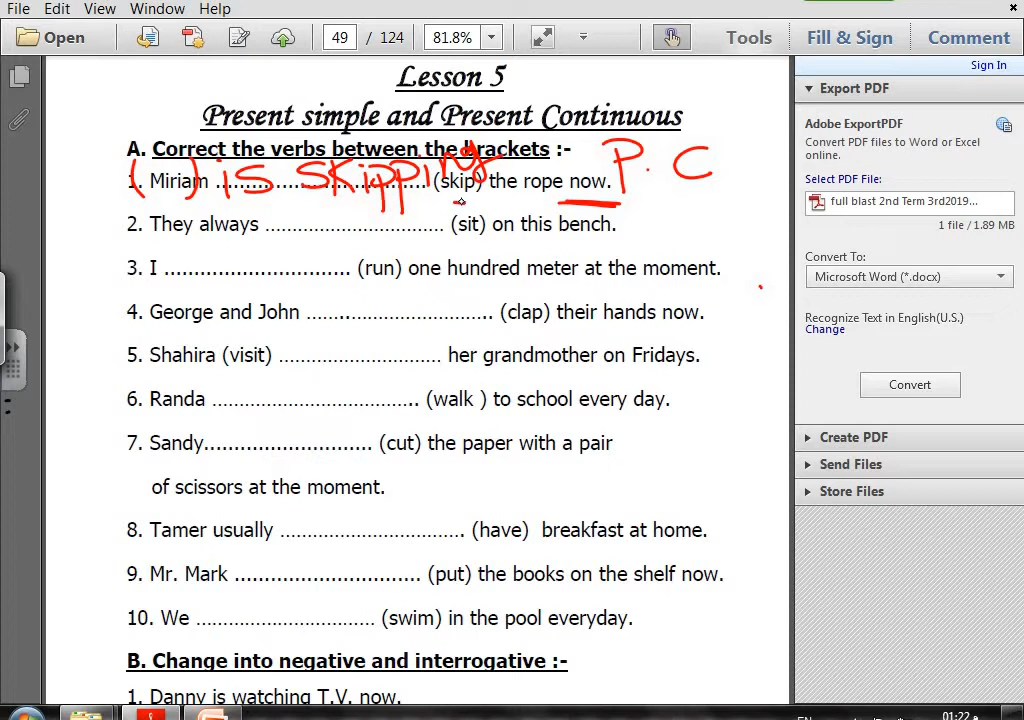 File Edit View Window Help
Open 49 / 124 81.8% Tools Fill & Sign Comment
Sign In
Lesson 5
Present simple and Present Continuous
A. Correct the verbs between the brackets :-
( ) is skipping P. C
1. Miriam ................................... (skip) the rope now.
2. They always ................................. (sit) on this bench.
3. I ............................... (run) one hundred meter at the moment.
4. George and John .................................. (clap) their hands now.
5. Shahira (visit) .............................. her grandmother on Fridays.
6. Randa ...................................... (walk ) to school every day.
7. Sandy............................ (cut) the paper with a pair
of scissors at the moment.
8. Tamer usually .................................. (have) breakfast at home.
9. Mr. Mark ............................... (put) the books on the shelf now.
10. We ................................. (swim) in the pool everyday.
B. Change into negative and interrogative :-
1. Danny is watching T.V. now.
Export PDF
Adobe ExportPDF
Convert PDF files to Word or Excel
online.
Select PDF File:
full blast 2nd Term 3rd2019...
1 file / 1.89 MB
Convert To:
Microsoft Word (*.docx)
Recognize Text in English(U.S.)
Change
Convert
Create PDF
Send Files
Store Files